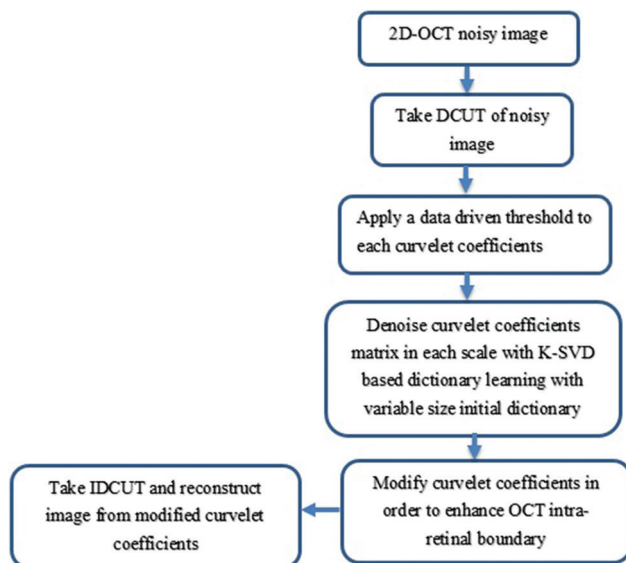 2D-OCT noisy image
Take DCUT of noisy
image
Apply a data driven threshold to
each curvelet coefficients
Denoise curvelet coefficients
matrix in each scale with K-SVD
based dictionary learning with
variable size initial dictionary
Modify curvelet coefficients in
order to enhance OCT intra-
retinal boundary
Take IDCUT and reconstruct
image from modified curvelet
coefficients